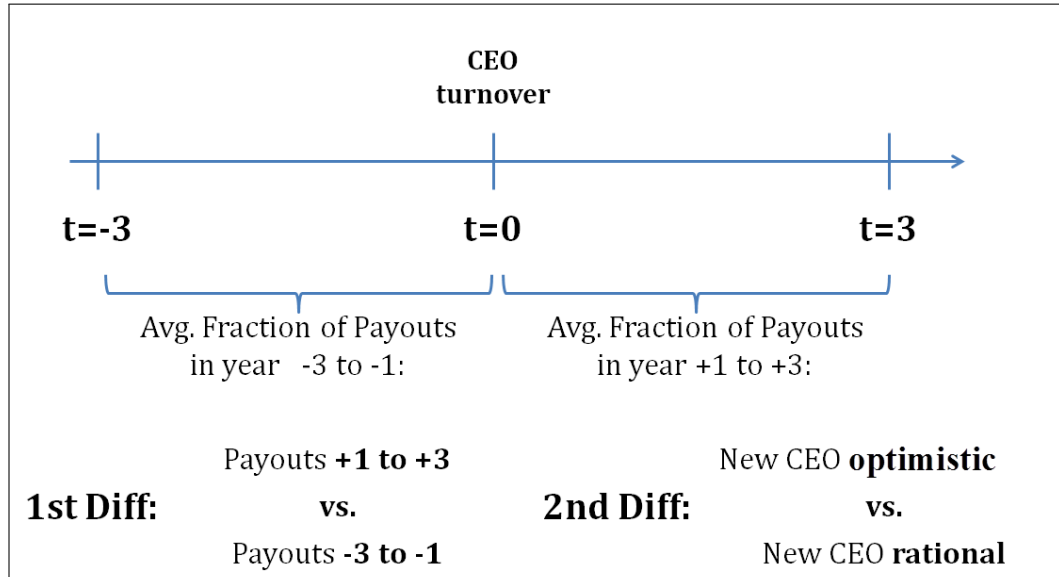 CEO
turnover
t=-3
t=0
t=3
Avg. Fraction of Payouts
in year -3 to -1:
Avg. Fraction of Payouts
in year +1 to +3:
1st Diff:
Payouts +1 to +3
vs.
Payouts -3 to -1
2nd Diff:
New CEO optimistic
vs.
New CEO rational